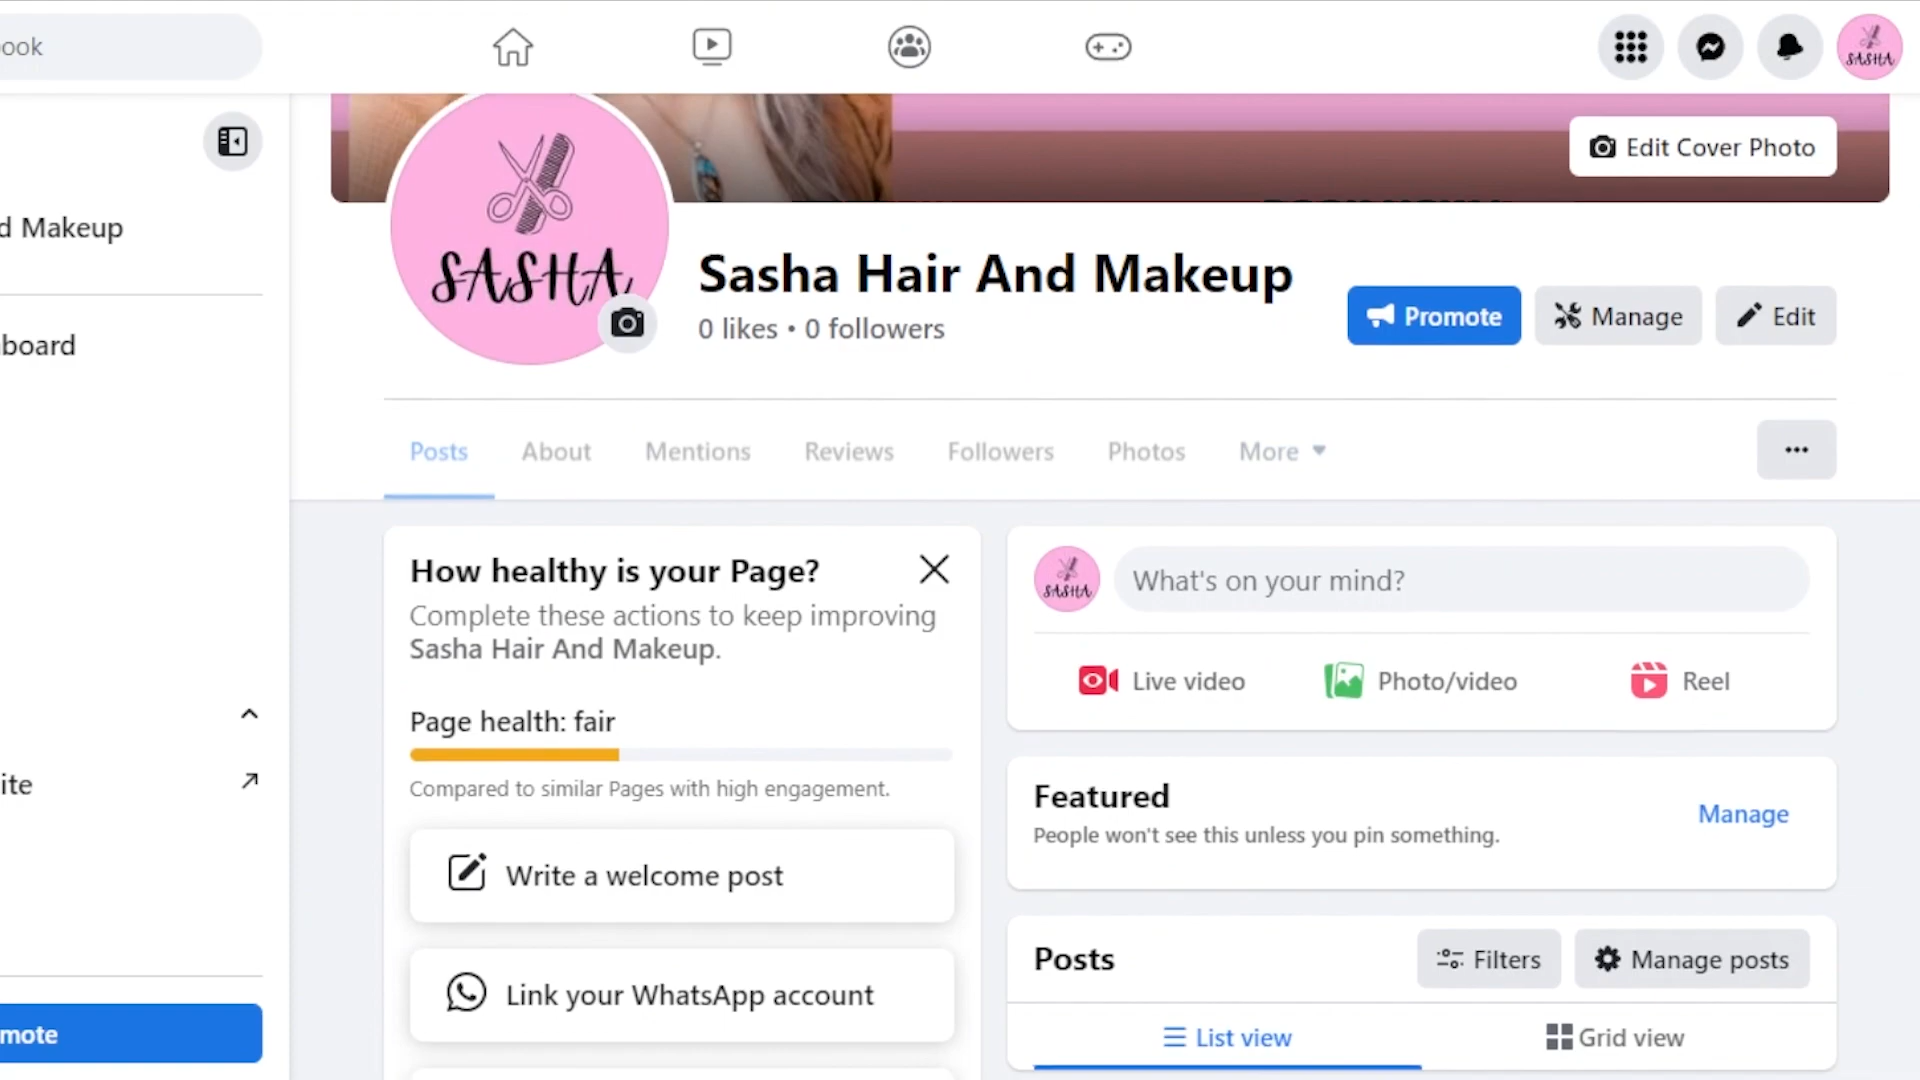 ook
SASHA
Edit Cover Photo
d Makeup
SASHA
Sasha Hair And Makeup
0 likes • 0 followers
Promote
Manage
Edit
board
Posts
About
Mentions
Reviews
Followers
Photos
More
How healthy is your Page?
Complete these actions to keep improving
Sasha Hair And Makeup.
Page health: fair
Compared to similar Pages with high engagement.
Write a welcome post
Link your WhatsApp account
SASHA
What's on your mind?
Live video
Photo/video
Reel
Featured
People won't see this unless you pin something.
Manage
Posts
Filters
Manage posts
List view
Grid view
ite
mote